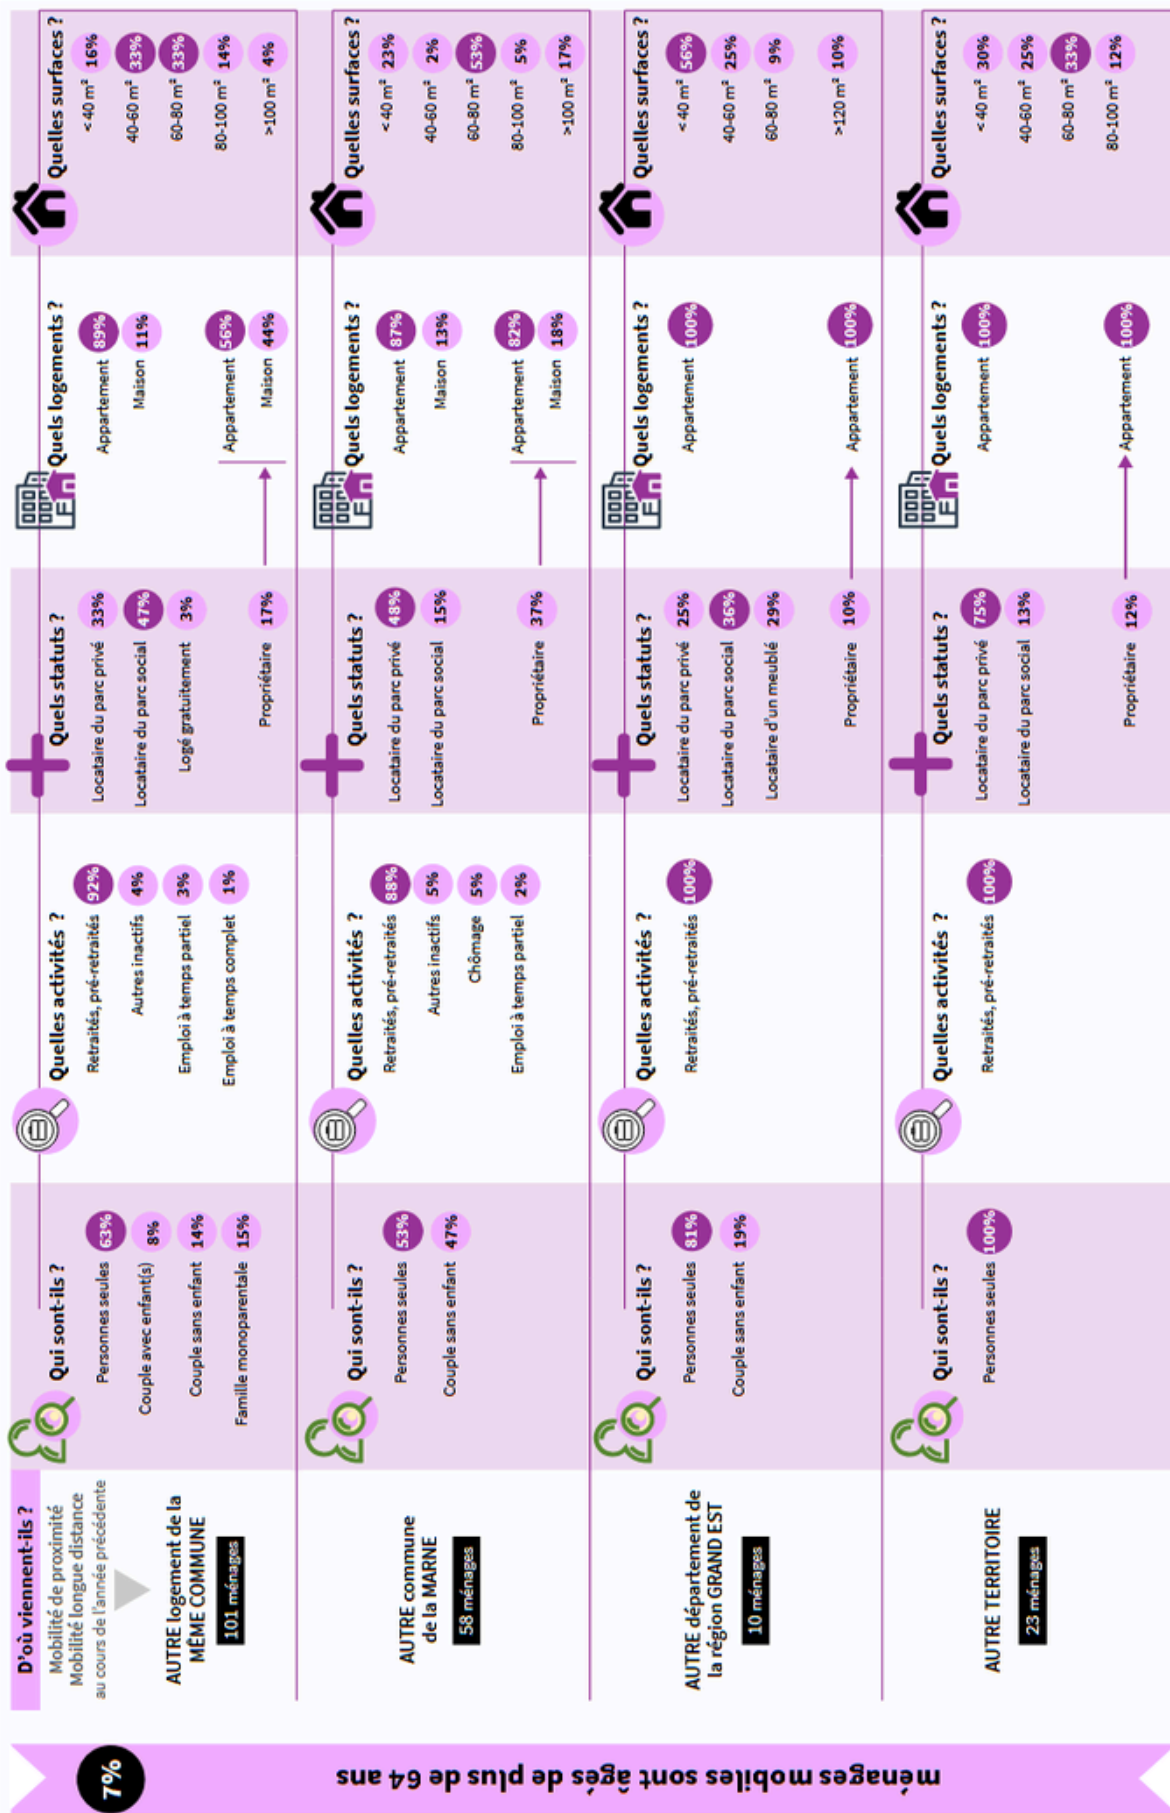 7%
ménages mobiles sont âgés de plus de 64 ans
D'où viennent-ils ?
Mobilité de proximité
Mobilité longue distance
au cours de l'année précédente
AUTRE logement de la
MÊME COMMUNE
101 ménages
Qui sont-ils ?
Personnes seules 63%
Couple avec enfant(s) 8%
Couple sans enfant 14%
Famille monoparentale 15%
Quelles activités ?
Retraités, pré-retraités 92%
Autres inactifs 4%
Emploi à temps partiel 3%
Emploi à temps complet 1%
Quels statuts ?
Locataire du parc privé 33%
Locataire du parc social 47%
Logé gratuitement 3%
Propriétaire 17%
Quels logements ?
Appartement 89%
Maison 11%
Appartement 56%
Maison 44%
Quelles surfaces ?
< 40 m² 16%
40-60 m² 33%
60-80 m² 33%
80-100 m² 14%
>100 m² 4%
AUTRE commune
de la MARNE
58 ménages
Qui sont-ils ?
Personnes seules 53%
Couple sans enfant 47%
Quelles activités ?
Retraités, pré-retraités 88%
Autres inactifs 5%
Chômage 5%
Emploi à temps partiel 2%
Quels statuts ?
Locataire du parc privé 48%
Locataire du parc social 15%
Propriétaire 37%
Quels logements ?
Appartement 87%
Maison 13%
Appartement 82%
Maison 18%
Quelles surfaces ?
< 40 m² 23%
40-60 m² 2%
60-80 m² 53%
80-100 m² 5%
>100 m² 17%
AUTRE département de
la région GRAND EST
10 ménages
Qui sont-ils ?
Personnes seules 81%
Couple sans enfant 19%
Quelles activités ?
Retraités, pré-retraités 100%
Quels statuts ?
Locataire du parc privé 25%
Locataire du parc social 36%
Locataire d'un meublé 29%
Propriétaire 10%
Quels logements ?
Appartement 100%
Appartement 100%
Quelles surfaces ?
< 40 m² 56%
40-60 m² 25%
60-80 m² 9%
>120 m² 10%
AUTRE TERRITOIRE
23 ménages
Qui sont-ils ?
Personnes seules 100%
Quelles activités ?
Retraités, pré-retraités 100%
Quels statuts ?
Locataire du parc privé 75%
Locataire du parc social 13%
Propriétaire 12%
Quels logements ?
Appartement 100%
Appartement 100%
Quelles surfaces ?
< 40 m² 30%
40-60 m² 25%
60-80 m² 33%
80-100 m² 12%